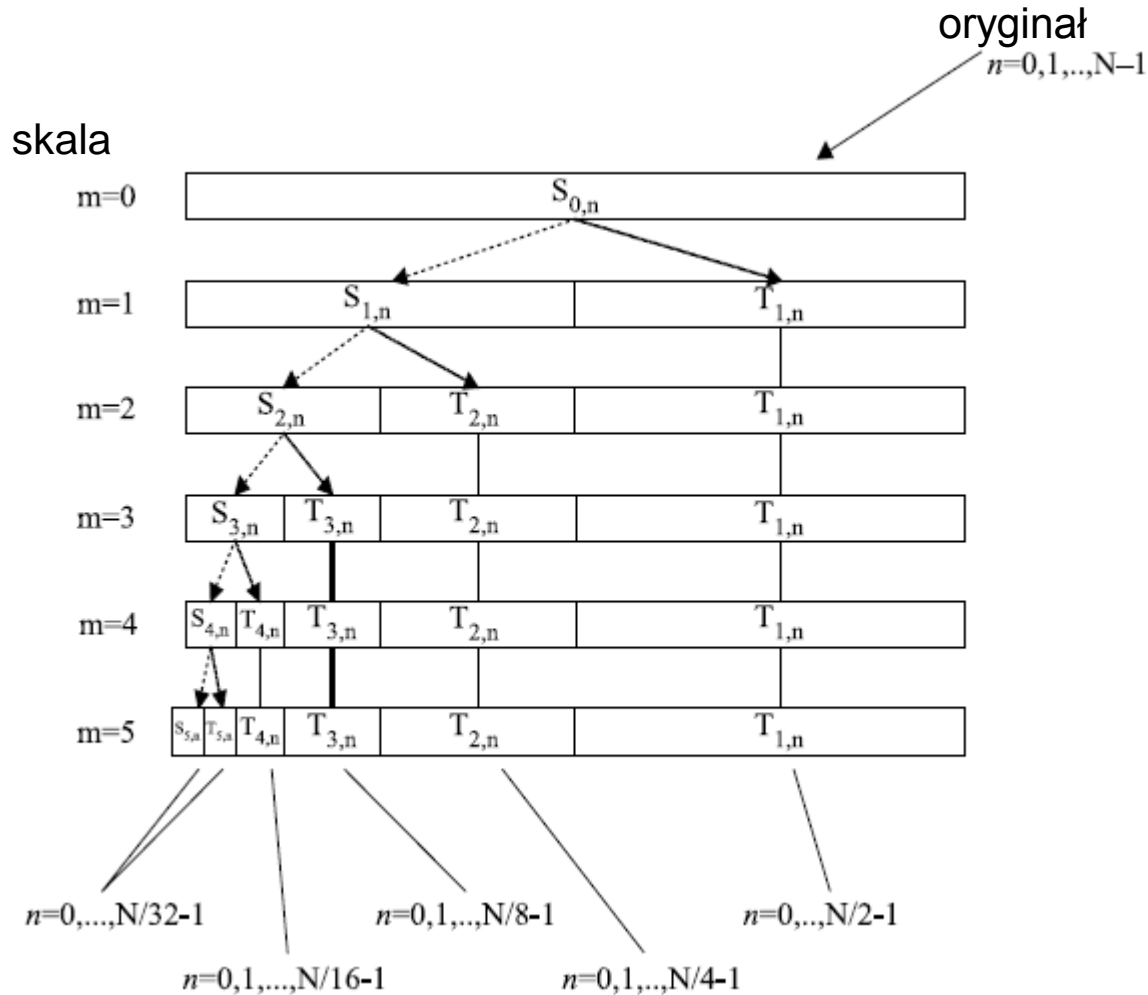 oryginał
n=0,1,..,N–1
skala
m=0 S0,n
m=1 S1,n T1,n
m=2 S2,n T2,n T1,n
m=3 S3,n T3,n T2,n T1,n
m=4 S4,n T4,n T3,n T2,n T1,n
m=5 S5,n T5,n T4,n T3,n T2,n T1,n
n=0,...,N/32-1 n=0,1,..,N/8-1 n=0,..,N/2-1
n=0,1,...,N/16-1 n=0,1,..,N/4-1